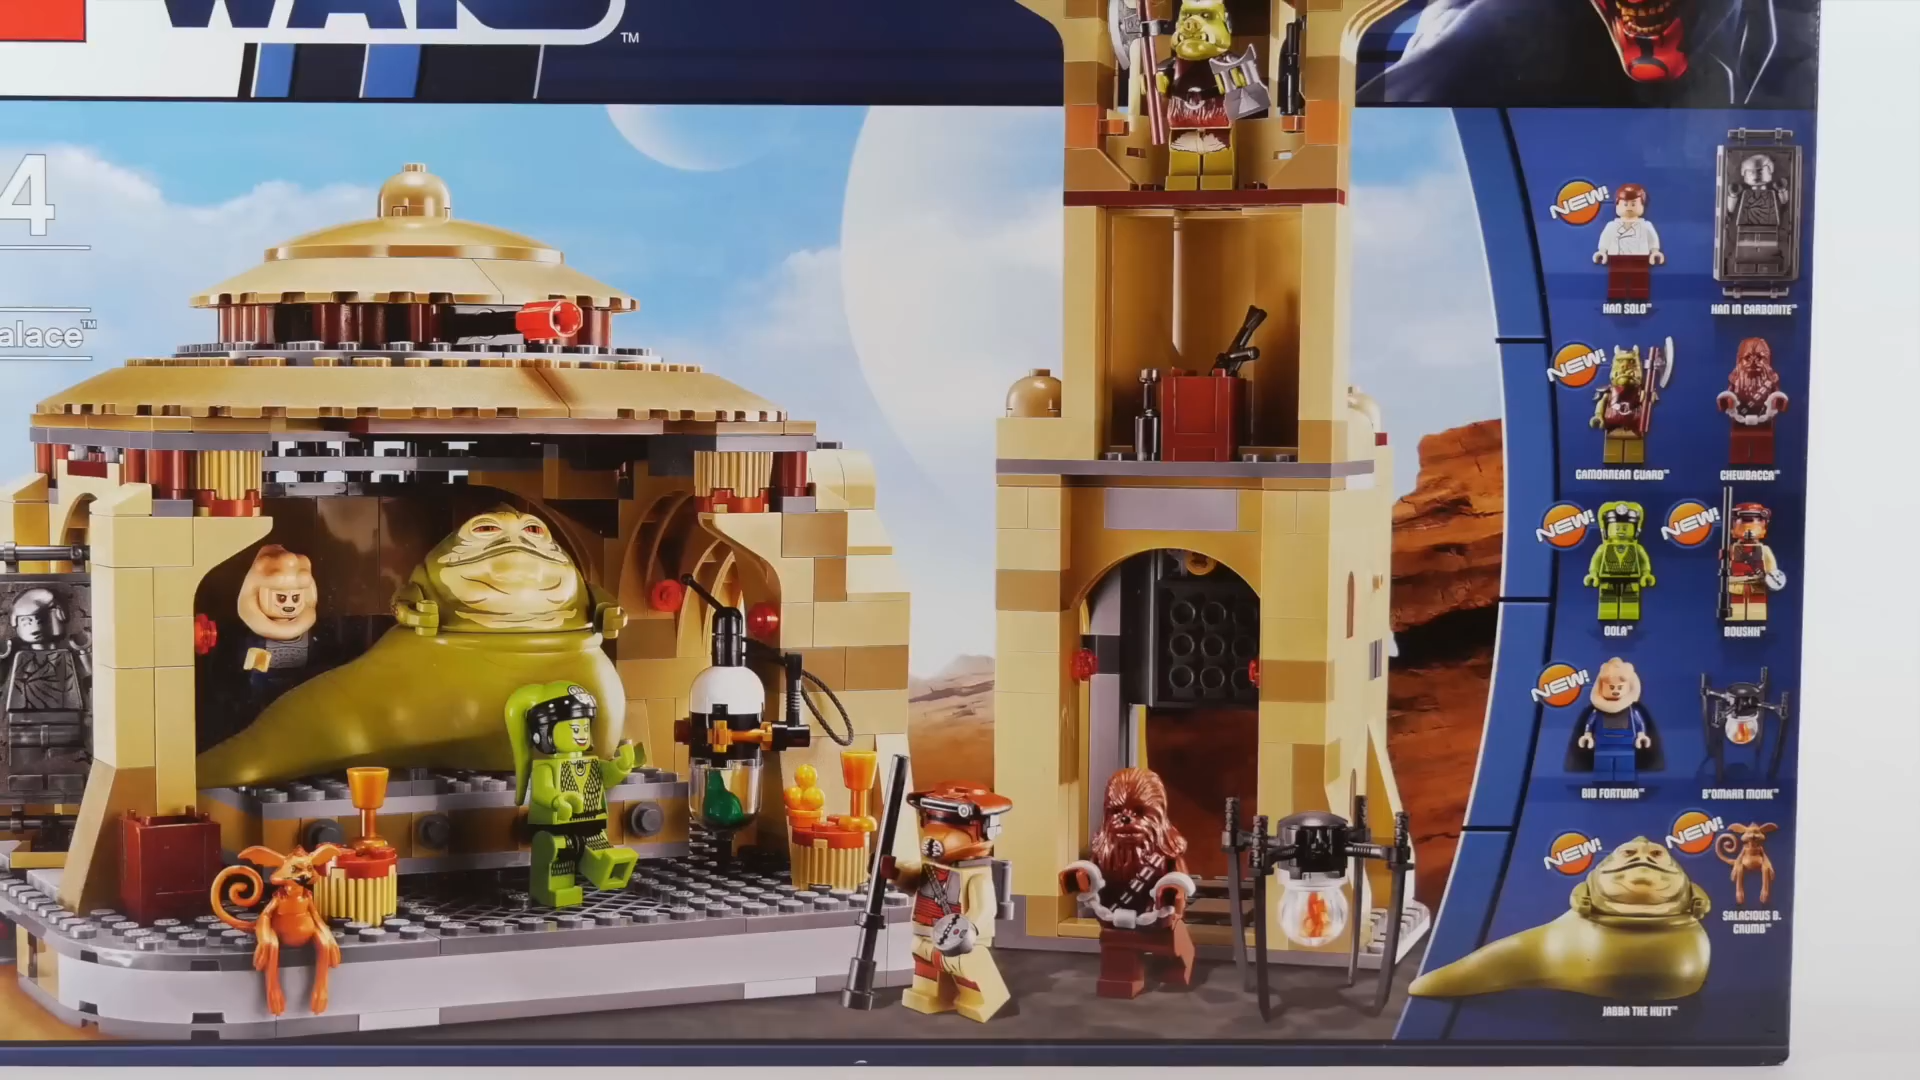 WARS
™
4
alace™
NEW!
HAN SOLO™
HAN IN CARBONITE™
NEW!
GAMORREAN GUARD™
CHEWBACCA™
NEW!
NEW!
OOLA™
BOUSHH™
NEW!
BIB FORTUNA™
B'OMARR MONK™
NEW!
NEW!
SALACIOUS B.
CRUMB™
JABBA THE HUTT™